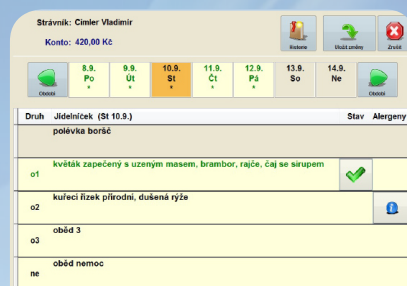 Strávník: Cimler Vladimír
Konto: 420,00 Kč
Historie
Uložit změny
Zrušit
Období
8.9. 9.9. 10.9. 11.9. 12.9. 13.9. 14.9.
Po Út St Čt Pá So Ne
* * * * *
Období
Druh Jídelníček (St 10.9.) Stav Alergeny
polévka boršč
o1 květák zapečený s uzeným masem, brambor, rajče, čaj se sirupem
o2 kuřecí řízek přírodní, dušená rýže
o3 oběd 3
ne oběd nemoc